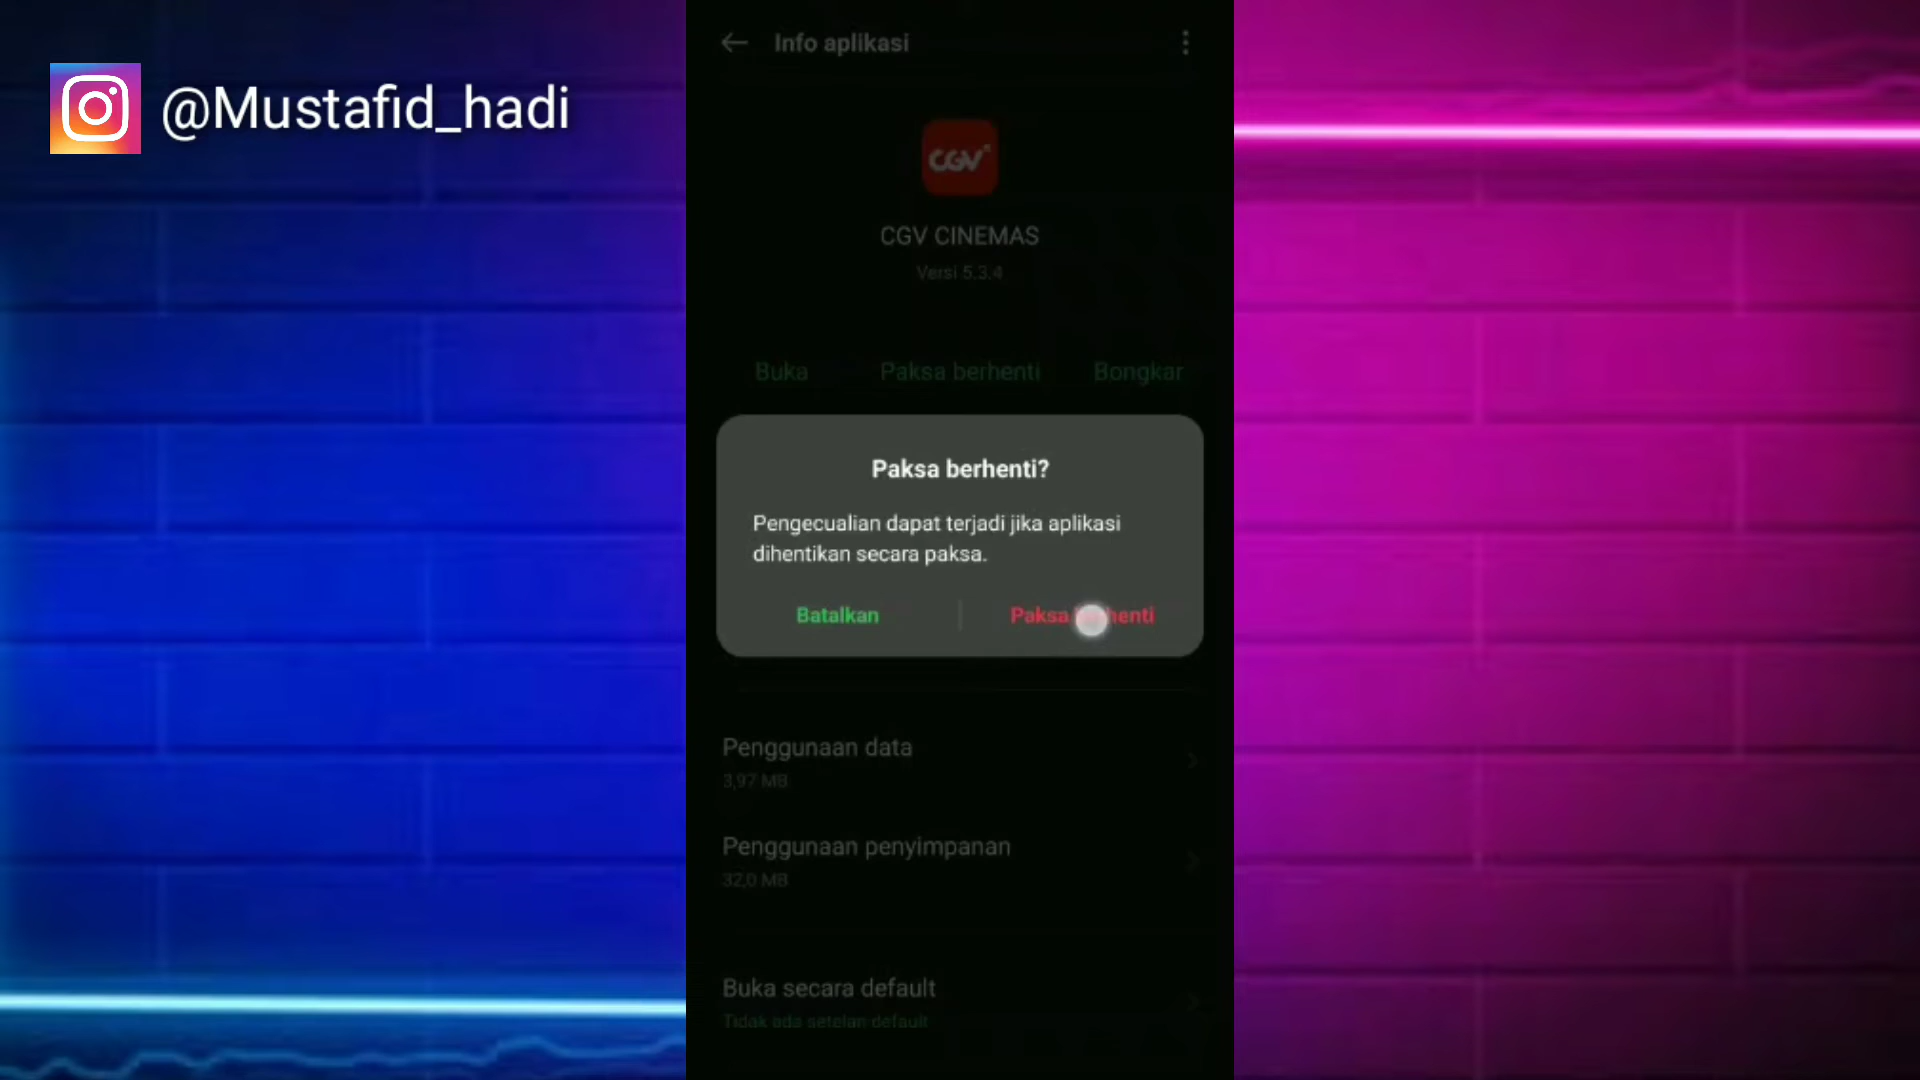 @Mustafid_hadi
Info aplikasi
CGV
CGV CINEMAS
Versi 5.3.4
Buka
Paksa berhenti
Bongkar
Paksa berhenti?
Pengecualian dapat terjadi jika aplikasi
dihentikan secara paksa.
Batalkan
Paksa berhenti
Penggunaan data
3,97 MB
Penggunaan penyimpanan
32,0 MB
Buka secara default
Tidak ada setelan default